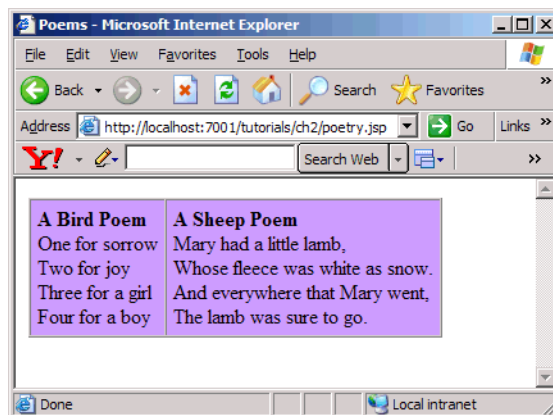 Poems - Microsoft Internet Explorer
File Edit View Favorites Tools Help
Back Search Favorites »
Address http://localhost:7001/tutorials/ch2/poetry.jsp Go Links »
Y! Search Web »
A Bird Poem
One for sorrow
Two for joy
Three for a girl
Four for a boy
A Sheep Poem
Mary had a little lamb,
Whose fleece was white as snow.
And everywhere that Mary went,
The lamb was sure to go.
Done Local intranet